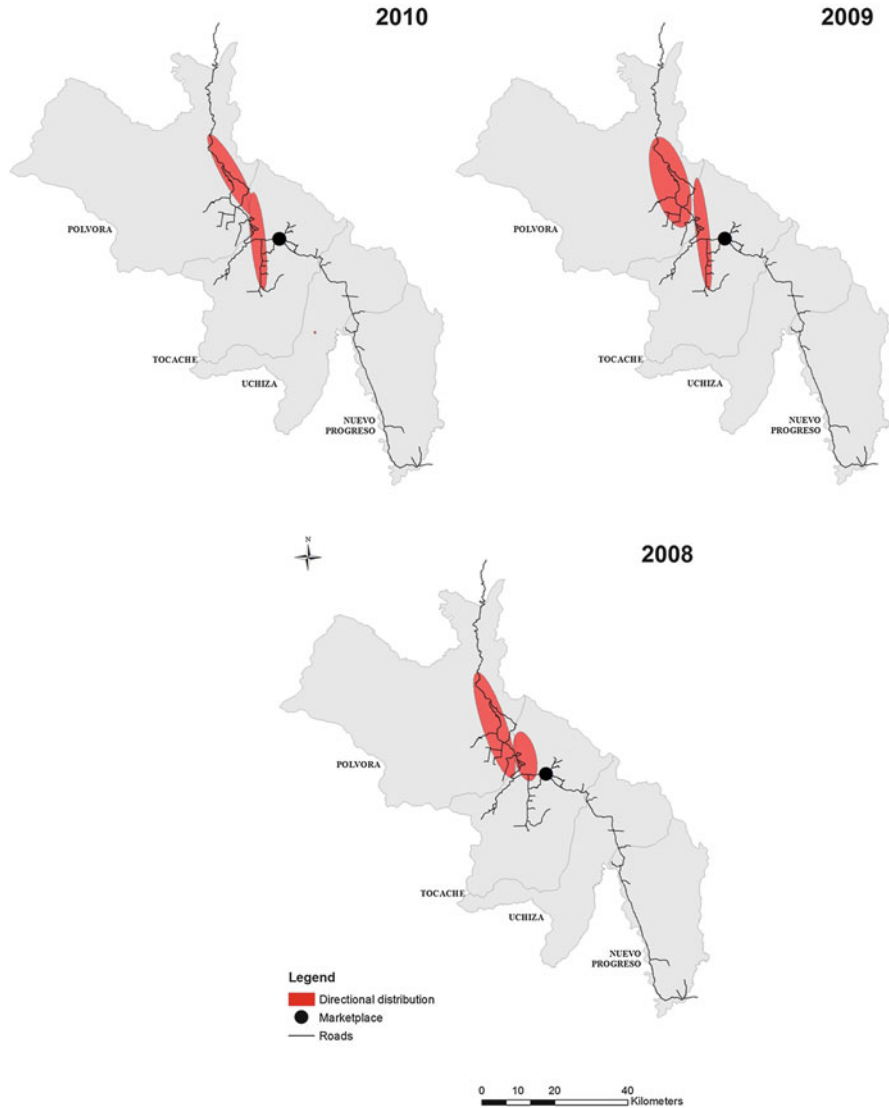 2010
POLVORA
TOCACHE
UCHIZA
NUEVO
PROGRESO
2009
POLVORA
TOCACHE
UCHIZA
NUEVO
PROGRESO
N
2008
POLVORA
TOCACHE
UCHIZA
NUEVO
PROGRESO
Legend
Directional distribution
Marketplace
Roads
0 10 20 40
Kilometers